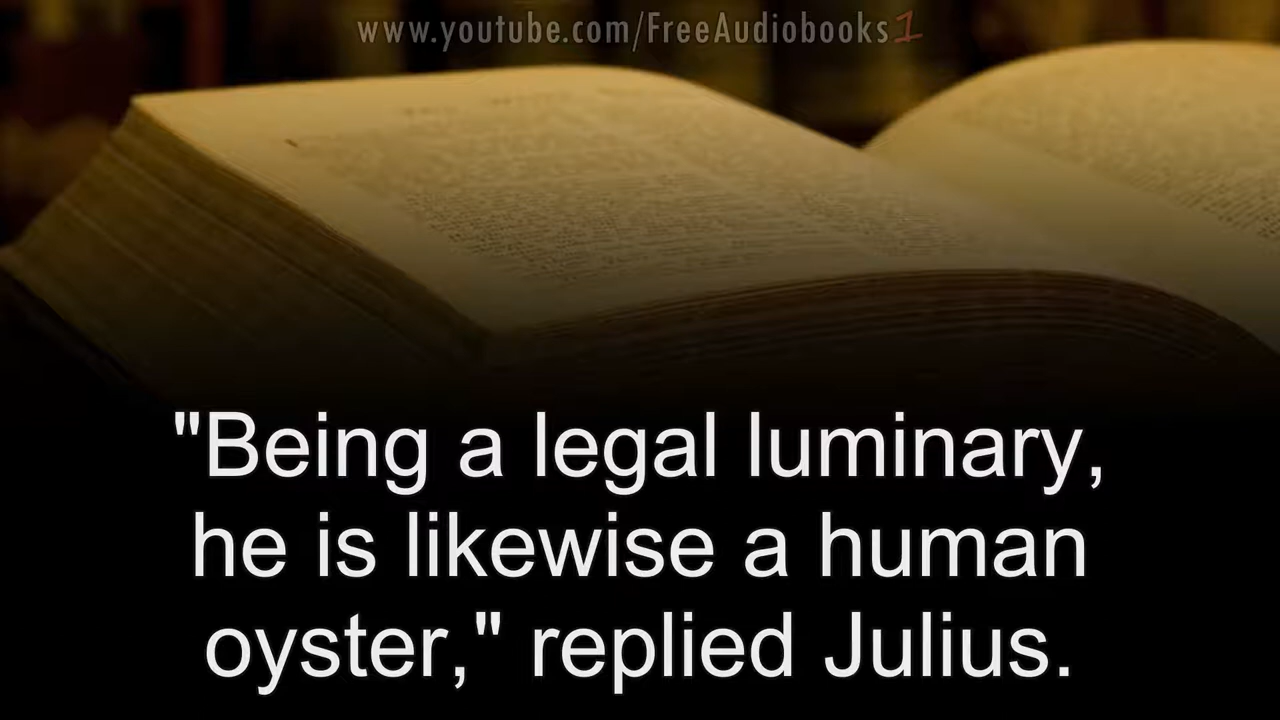 www.youtube.com/FreeAudiobooks1
"Being a legal luminary,
he is likewise a human
oyster," replied Julius.